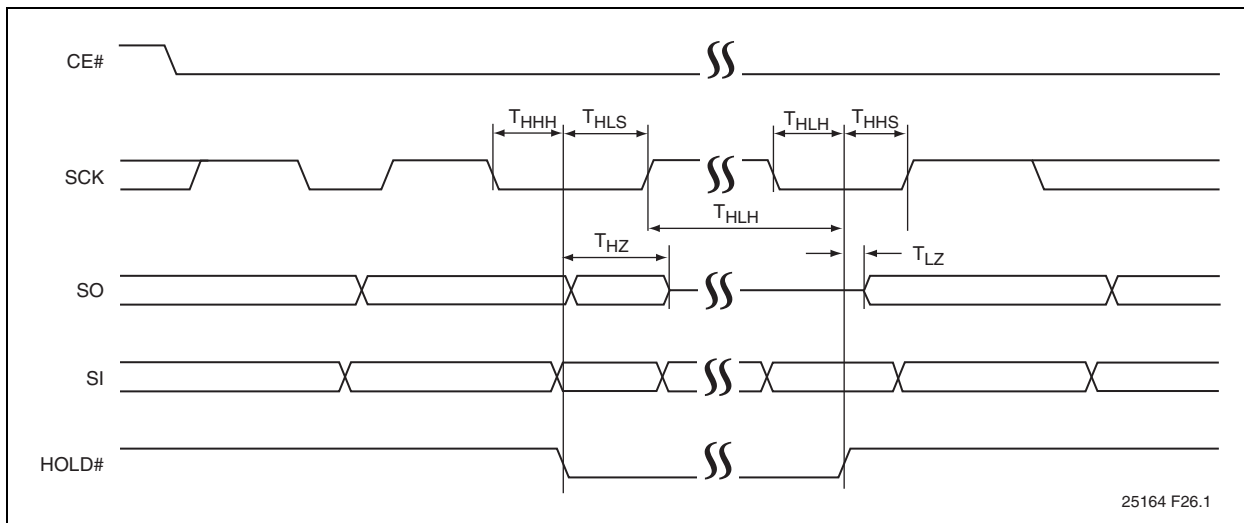 CE#
THHH THLS THLH THHS
SCK
THLH
THZ TLZ
SO
SI
HOLD#
25164 F26.1